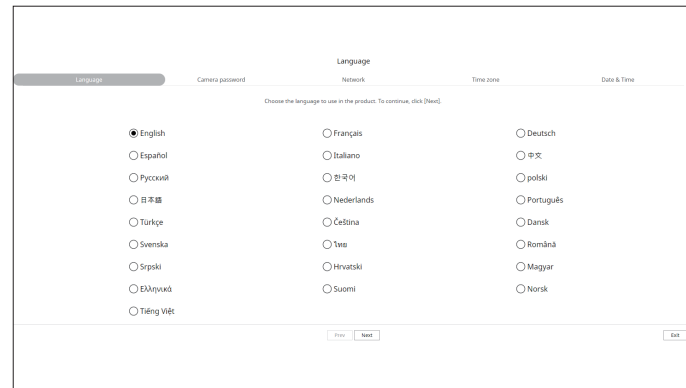 Language
Language Camera password Network Time zone Date & Time
Choose the language to use in the product. To continue, click [Next].
English Français Deutsch
Español Italiano 中文
Русский 한국어 polski
日本語 Nederlands Português
Türkçe Čeština Dansk
Svenska ไทย Română
Srpski Hrvatski Magyar
Ελληνικά Suomi Norsk
Tiếng Việt
Prev Next Exit